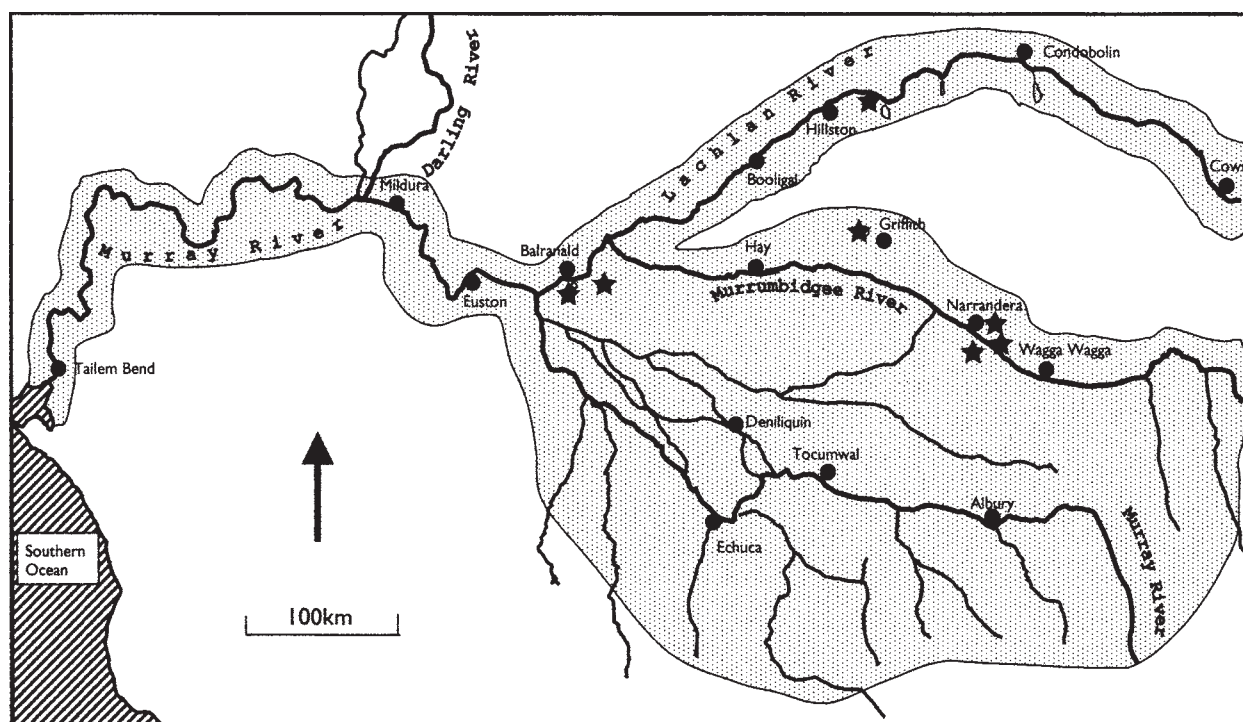 Condobolin
Lachlan River
Darling River
Hillston
Booligal
Mildura
Murray River
Griffith
Balranald
Hay
Euston
Murrumbidgee River
Narrandera
Wagga Wagga
Tailem Bend
Deniliquin
Tocumwal
Albury
Murray River
Echuca
Southern
Ocean
100km